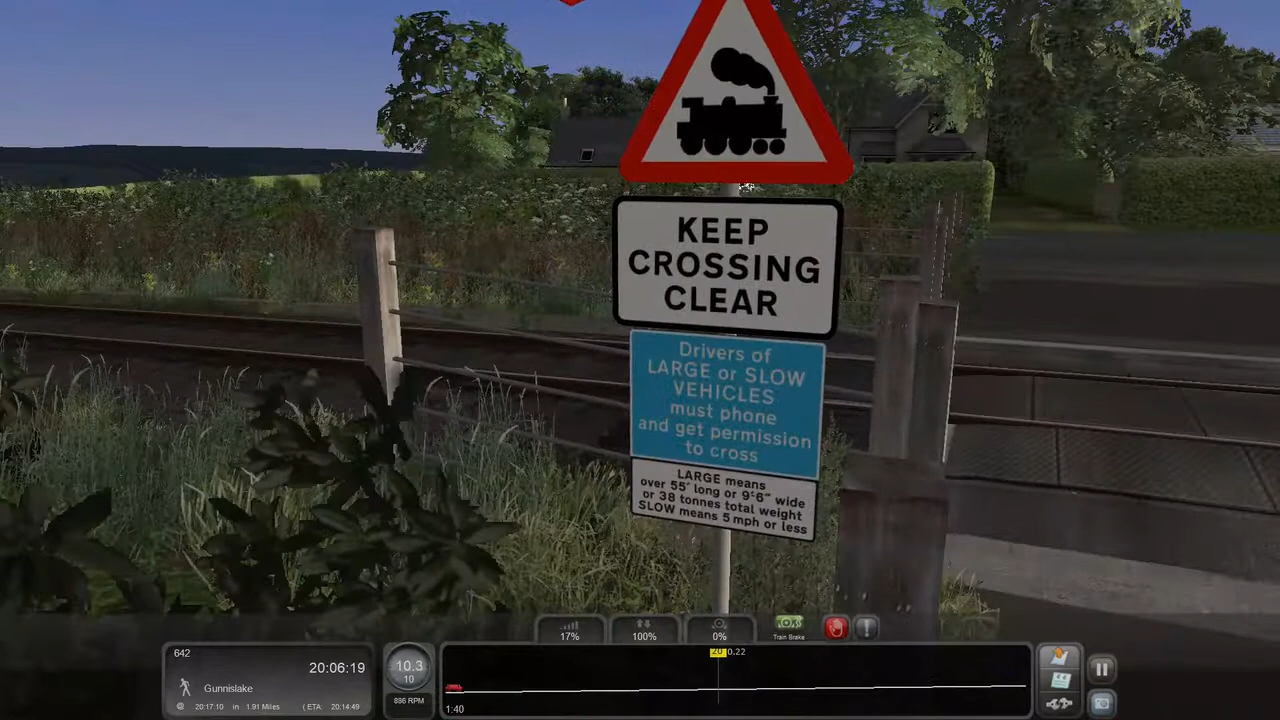 KEEP
CROSSING
CLEAR
Drivers of
LARGE or SLOW
VEHICLES
must phone
and get permission
to cross
LARGE means
over 55' long or 9'-6" wide
or 38 tonnes total weight
SLOW means 5 mph or less
17%
100%
0%
Train Brake
642
20:06:19
Gunnislake
@ 20:17:10 in 1.91 Miles ( ETA: 20:14:49
10.3
10
886 RPM
20 0.22
1:40